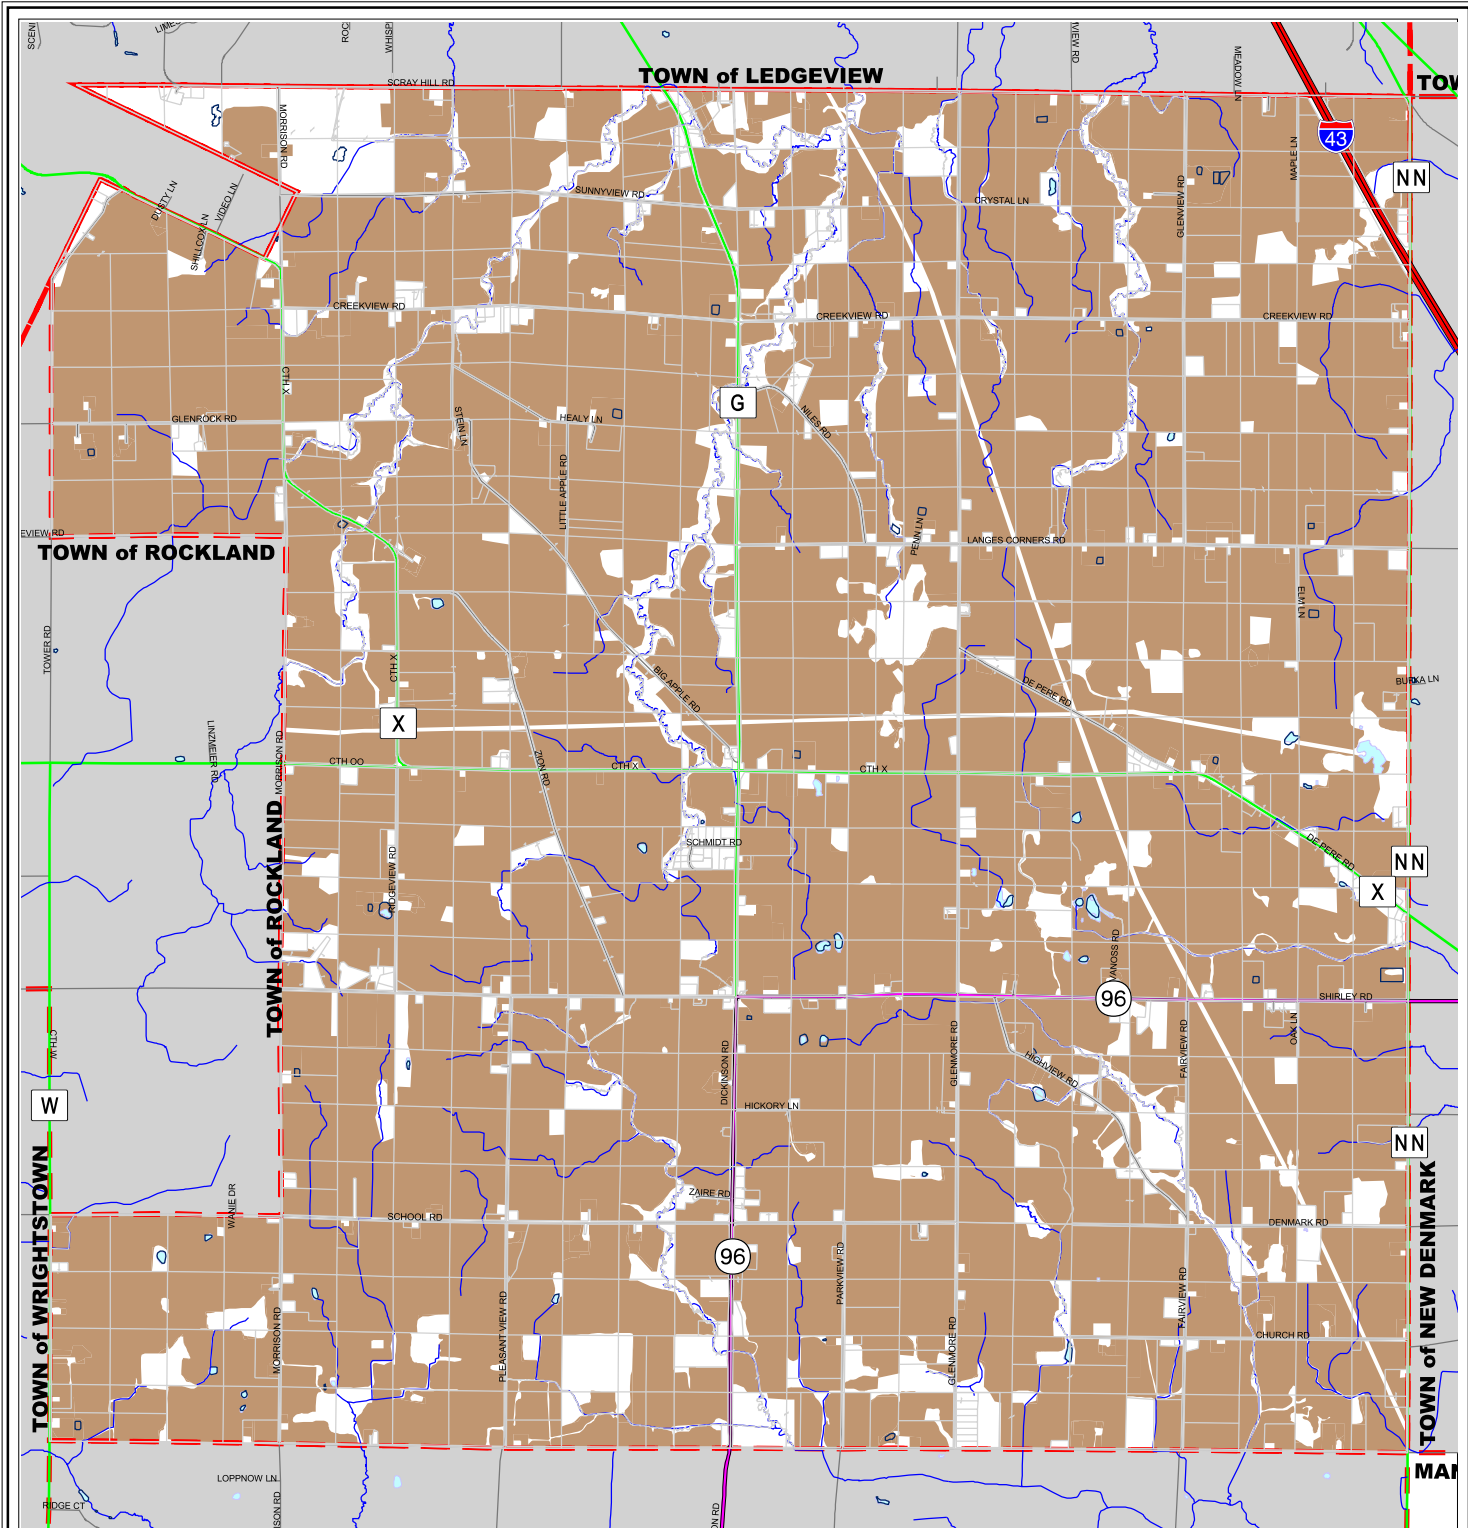 SCRAY HILL RD
TOWN of LEDGEVIEW
MEADOW LN
43
MORRISON RD
MAPLE LN
NN
DUSTY LN
VIDEO LN
SHILLCOX LN
SUNNYVIEW RD
CRYSTAL LN
GLENVIEW RD
CREEKVIEW RD
CREEKVIEW RD
CREEKVIEW RD
CTH X
G
GLENROCK RD
STEIN LN
HEALY LN
NILES RD
LITTLE APPLE RD
PENN LN
LANGES CORNERS RD
EVIEW RD
TOWN of ROCKLAND
ELM LN
TOWER RD
CTH X
BIG APPLE RD
DE PERE RD
BURKA LN
X
LINZMEIER RD
MORRISON RD
CTH OO
ZION RD
CTH X
CTH X
TOWN of ROCKLAND
SCHMIDT RD
DE PERE RD
NN
X
RIDGEVIEW RD
VANOSS RD
96
SHIRLEY RD
CTH W
DICKINSON RD
GLENMORE RD
HIGHVIEW RD
FAIRVIEW RD
OAK LN
W
HICKORY LN
NN
TOWN of WRIGHTSTOWN
WANIE DR
SCHOOL RD
ZAIRE RD
DENMARK RD
TOWN of NEW DENMARK
96
PARKVIEW RD
FAIRVIEW RD
MORRISON RD
PLEASANT VIEW RD
GLENMORE RD
CHURCH RD
LOPPNOW LN
RIDGE CT